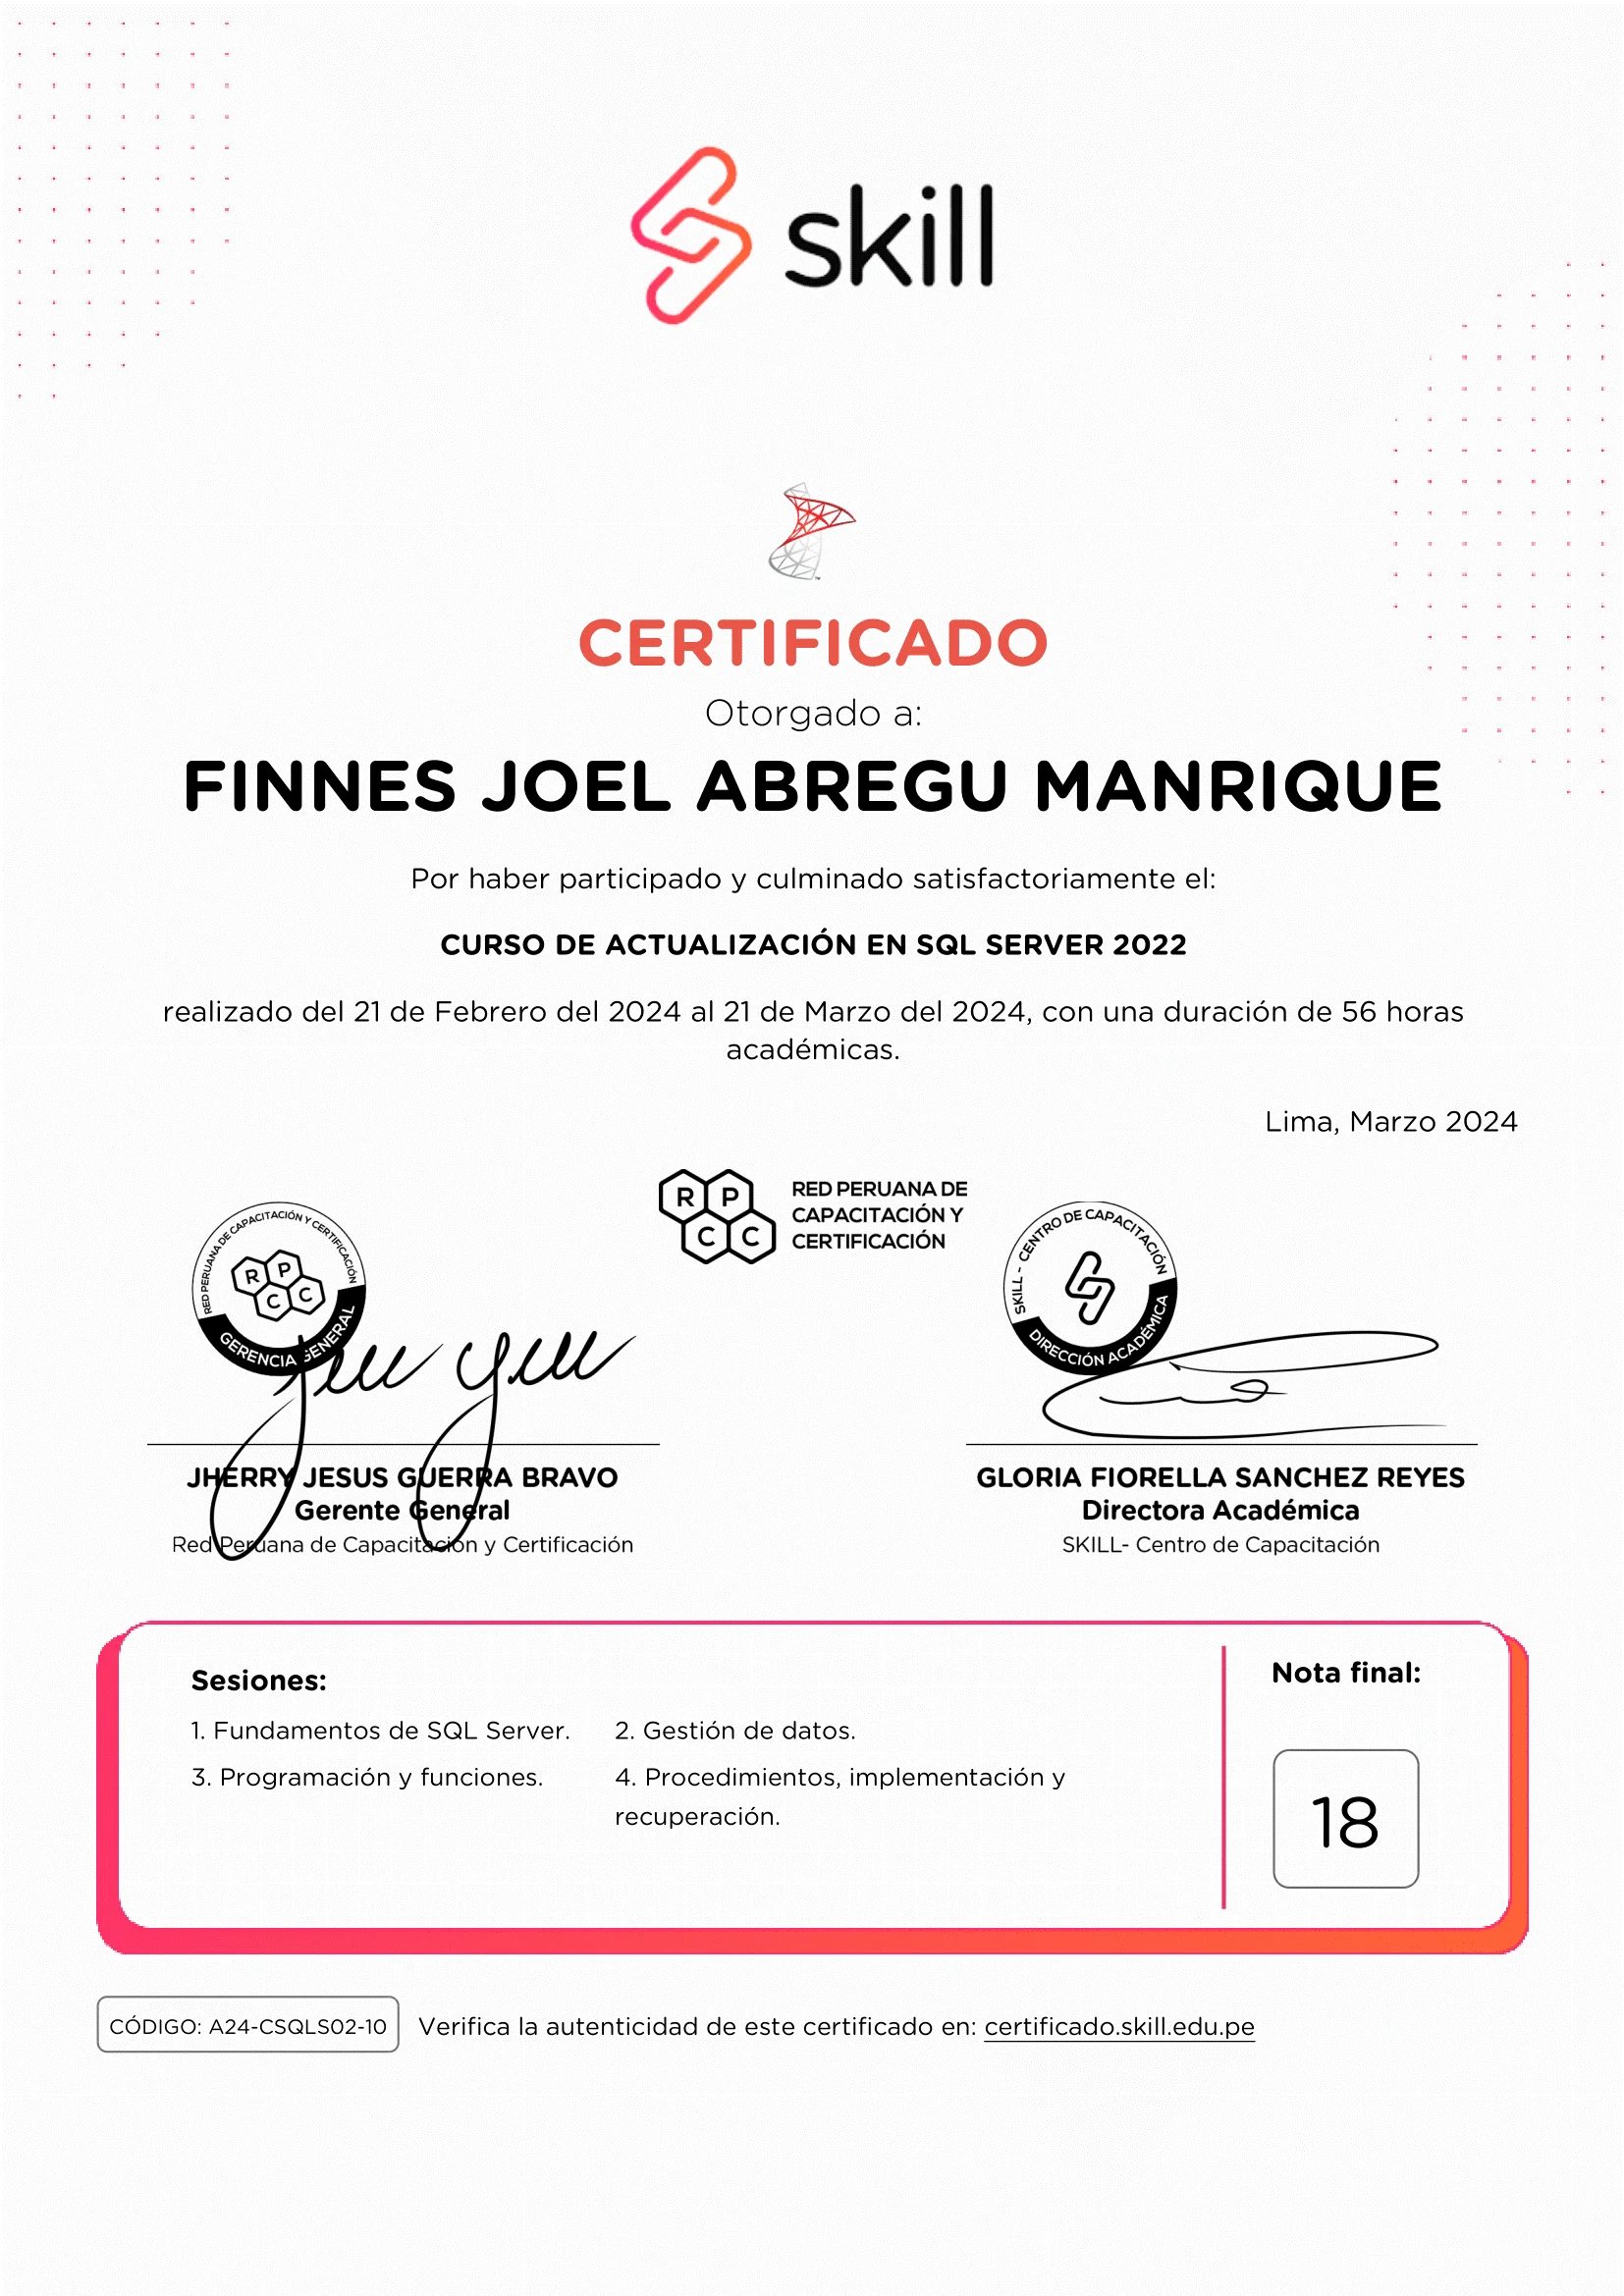 skill
CERTIFICADO
Otorgado a:
FINNES JOEL ABREGU MANRIQUE
Por haber participado y culminado satisfactoriamente el:
CURSO DE ACTUALIZACIÓN EN SQL SERVER 2022
realizado del 21 de Febrero del 2024 al 21 de Marzo del 2024, con una duración de 56 horas
académicas.
Lima, Marzo 2024
R P C C
RED PERUANA DE
CAPACITACIÓN Y
CERTIFICACIÓN
RED PERUANA DE CAPACITACIÓN Y CERTIFICACIÓN
R P C C
GERENCIA GENERAL
SKILL - CENTRO DE CAPACITACIÓN
DIRECCIÓN ACADÉMICA
JHERRY JESUS GUERRA BRAVO
Gerente General
Red Peruana de Capacitación y Certificación
GLORIA FIORELLA SANCHEZ REYES
Directora Académica
SKILL- Centro de Capacitación
Sesiones:
1. Fundamentos de SQL Server.
2. Gestión de datos.
3. Programación y funciones.
4. Procedimientos, implementación y
recuperación.
Nota final:
18
CÓDIGO: A24-CSQLS02-10
Verifica la autenticidad de este certificado en: certificado.skill.edu.pe